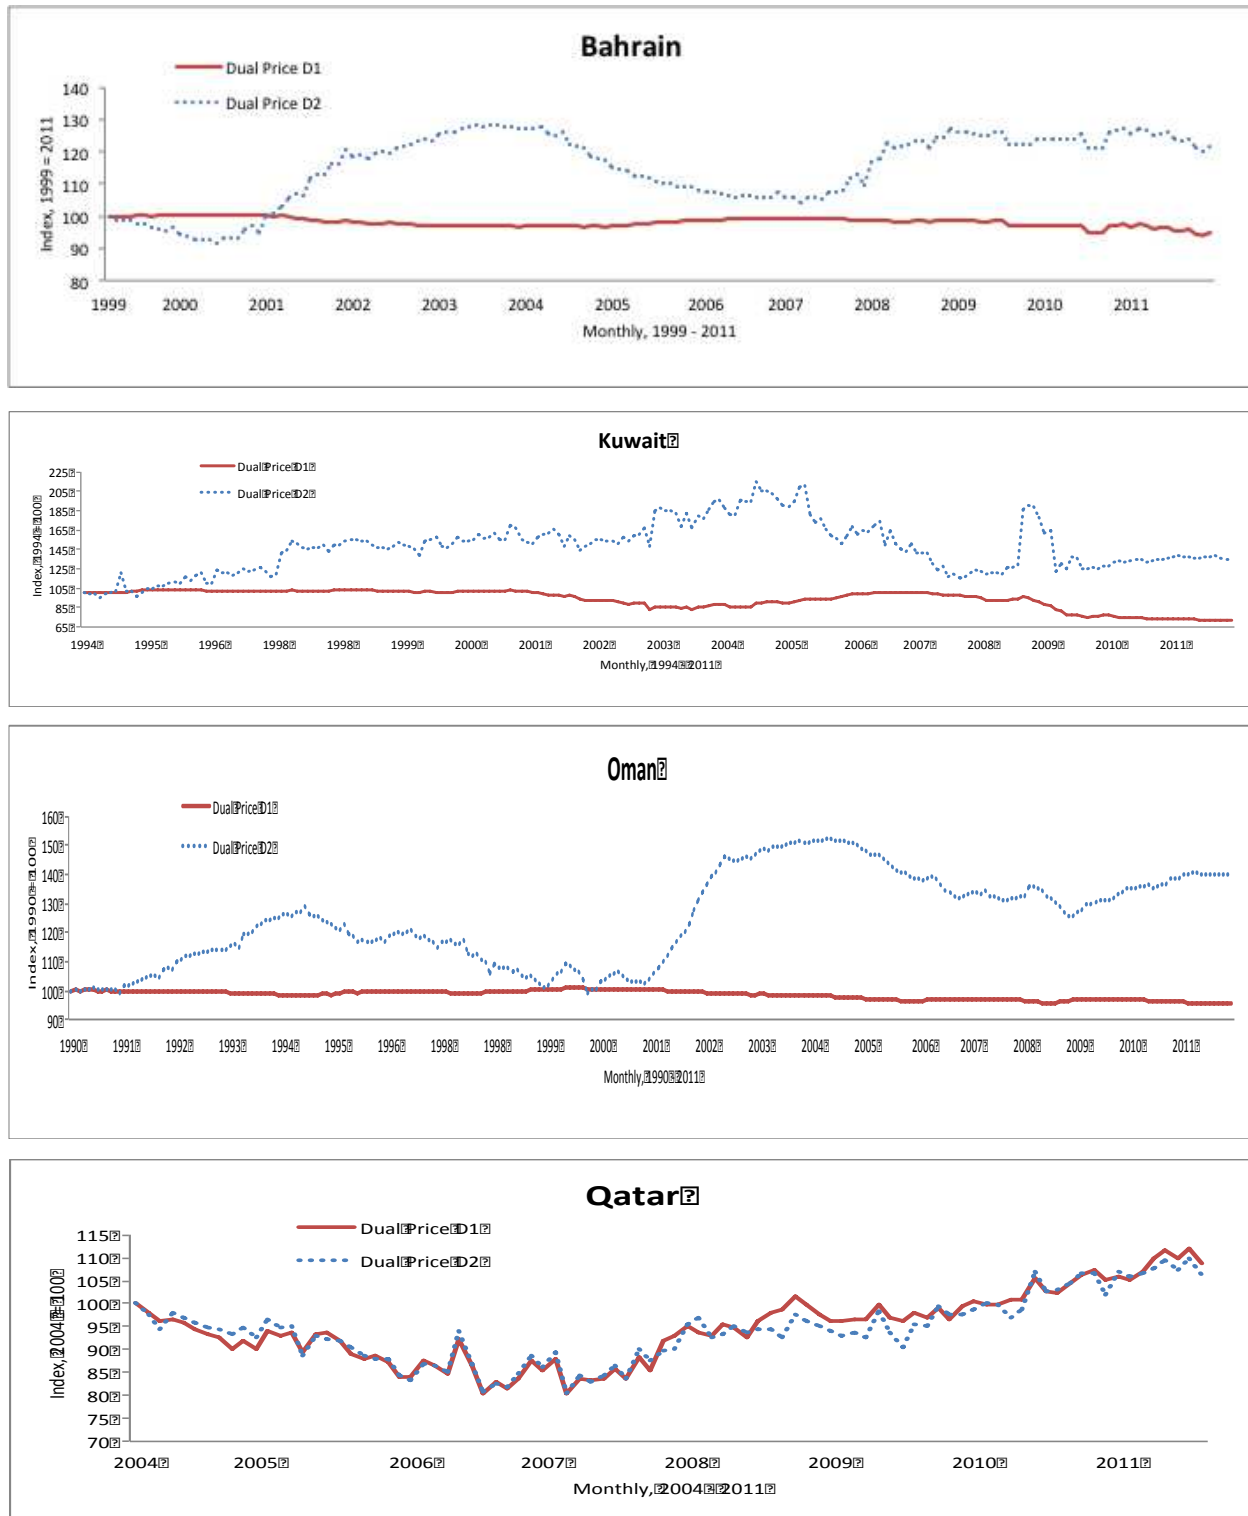 Bahrain
Dual Price D1
Dual Price D2
Index, 1999 = 2011
140
130
120
110
100
90
80
1999 2000 2001 2002 2003 2004 2005 2006 2007 2008 2009 2010 2011
Monthly, 1999 - 2011
Kuwait⍰
Dual⍰Price⍰D1⍰
Dual⍰Price⍰D2⍰
Index,⍰1994⍰=⍰100⍰
225⍰
205⍰
185⍰
165⍰
145⍰
125⍰
105⍰
85⍰
65⍰
1994⍰ 1995⍰ 1996⍰ 1998⍰ 1998⍰ 1999⍰ 2000⍰ 2001⍰ 2002⍰ 2003⍰ 2004⍰ 2005⍰ 2006⍰ 2007⍰ 2008⍰ 2009⍰ 2010⍰ 2011⍰
Monthly,⍰1994⍰-⍰2011⍰
Oman⍰
Dual⍰Price⍰D1⍰
Dual⍰Price⍰D2⍰
Index,⍰1990⍰=⍰100⍰
160⍰
150⍰
140⍰
130⍰
120⍰
110⍰
100⍰
90⍰
1990⍰ 1991⍰ 1992⍰ 1993⍰ 1994⍰ 1995⍰ 1996⍰ 1998⍰ 1998⍰ 1999⍰ 2000⍰ 2001⍰ 2002⍰ 2003⍰ 2004⍰ 2005⍰ 2006⍰ 2007⍰ 2008⍰ 2009⍰ 2010⍰ 2011⍰
Monthly,⍰1990⍰-⍰2011⍰
Qatar⍰
Dual⍰Price⍰D1⍰
Dual⍰Price⍰D2⍰
Index,⍰2004⍰=⍰100⍰
115⍰
110⍰
105⍰
100⍰
95⍰
90⍰
85⍰
80⍰
75⍰
70⍰
2004⍰ 2005⍰ 2006⍰ 2007⍰ 2008⍰ 2009⍰ 2010⍰ 2011⍰
Monthly,⍰2004⍰-⍰2011⍰